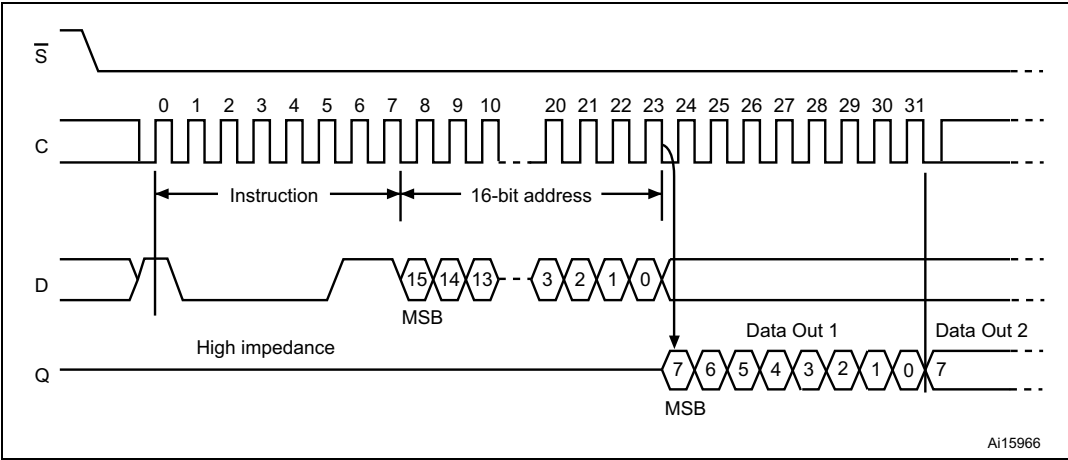 S̅
0 1 2 3 4 5 6 7 8 9 10 20 21 22 23 24 25 26 27 28 29 30 31
C
Instruction 16-bit address
D 15 14 13 3 2 1 0
MSB
High impedance Data Out 1 Data Out 2
Q 7 6 5 4 3 2 1 0 7
MSB
Ai15966